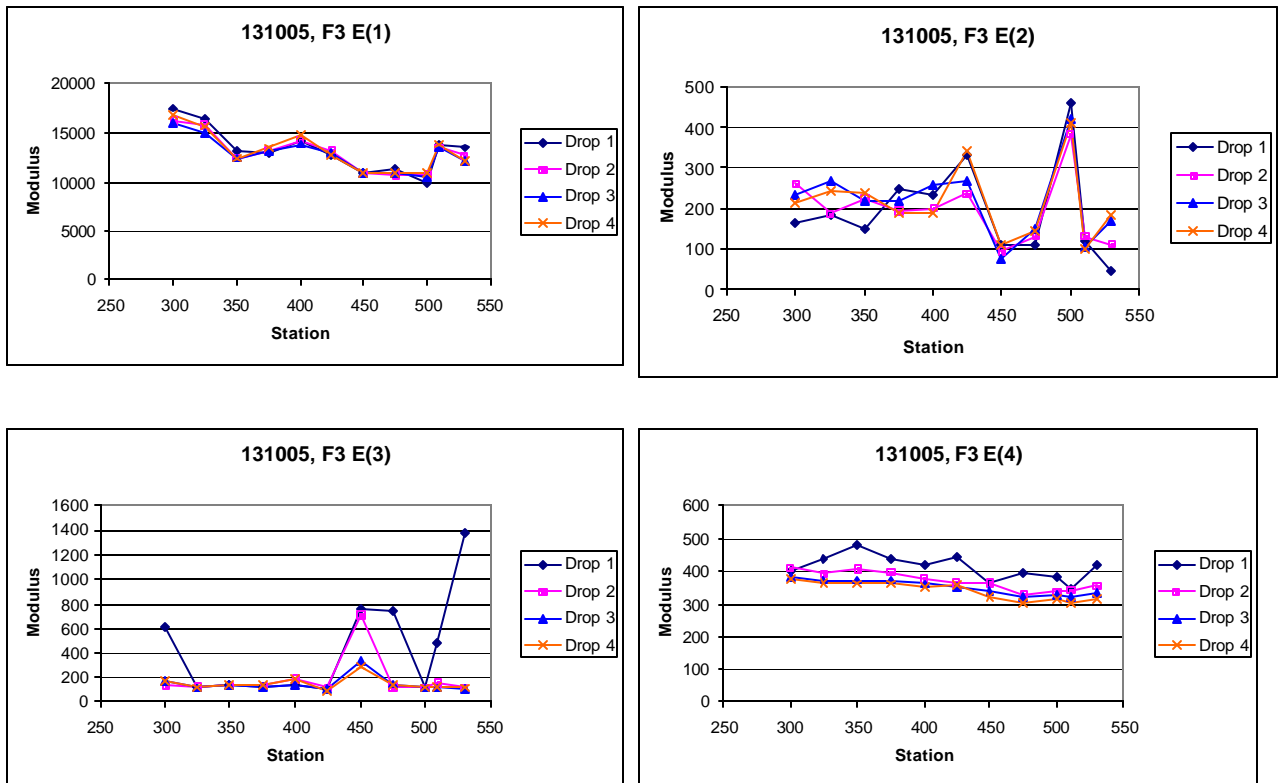 131005, F3 E(1)
20000
15000
10000
5000
0
250 300 350 400 450 500 550
Modulus
Station
Drop 1
Drop 2
Drop 3
Drop 4
131005, F3 E(2)
500
400
300
200
100
0
250 300 350 400 450 500 550
Modulus
Station
Drop 1
Drop 2
Drop 3
Drop 4
131005, F3 E(3)
1600
1400
1200
1000
800
600
400
200
0
250 300 350 400 450 500 550
Modulus
Station
Drop 1
Drop 2
Drop 3
Drop 4
131005, F3 E(4)
600
500
400
300
200
100
0
250 300 350 400 450 500 550
Modulus
Station
Drop 1
Drop 2
Drop 3
Drop 4